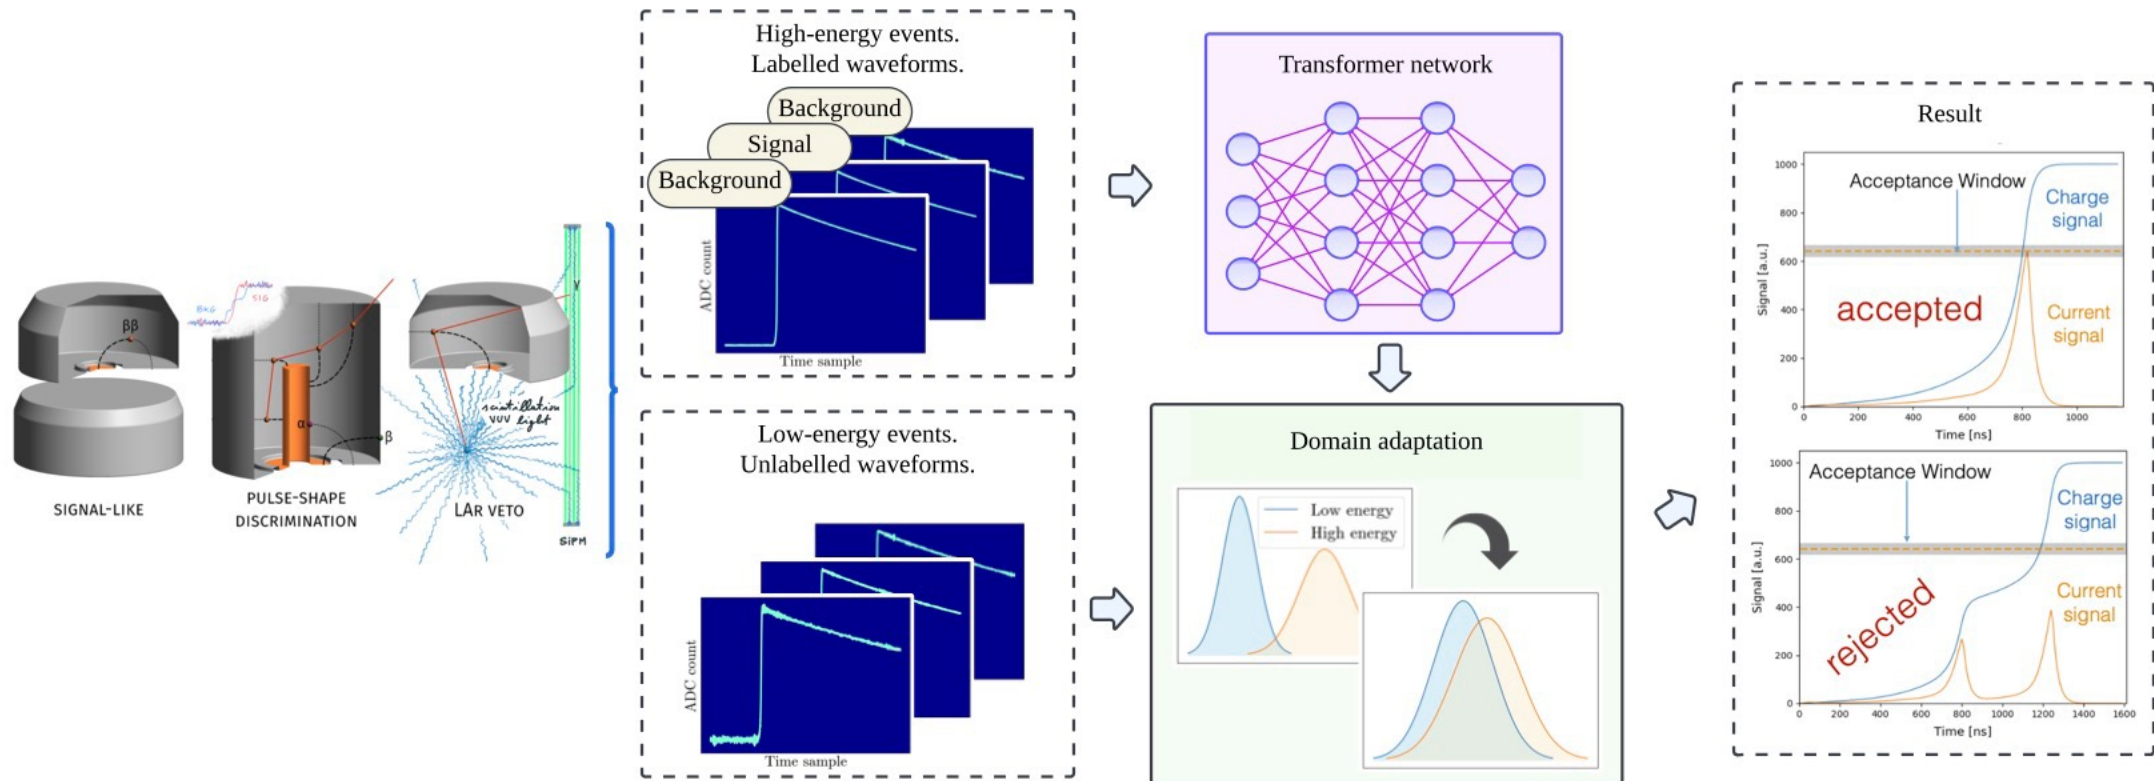 BKG
SIG
ββ
SIGNAL-LIKE
α
β
PULSE-SHAPE
DISCRIMINATION
γ
scintillation
VUV light
LAR VETO
SiPM
High-energy events.
Labelled waveforms.
Background
Signal
Background
ADC count
Time sample
Low-energy events.
Unlabelled waveforms.
ADC count
Time sample
Transformer network
Domain adaptation
Low energy
High energy
Result
Acceptance Window
Charge
signal
accepted
Current
signal
Signal [a.u.]
1000
800
600
400
200
0
0 200 400 600 800 1000
Time [ns]
Acceptance Window
Charge
signal
rejected
Current
signal
Signal [a.u.]
1000
800
600
400
200
0
0 200 400 600 800 1000 1200 1400 1600
Time [ns]